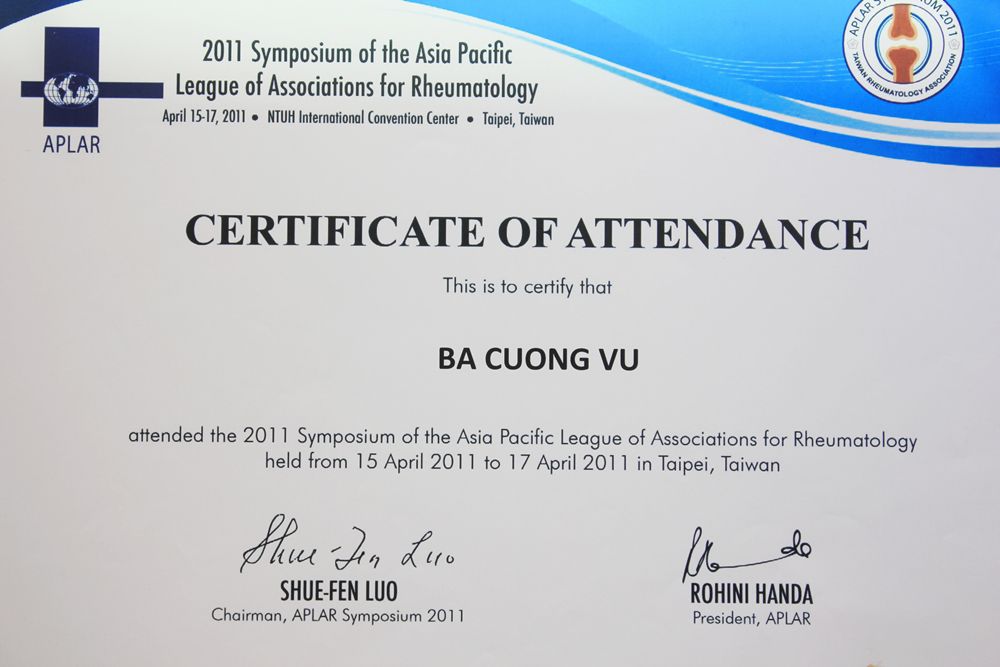 2011 Symposium of the Asia Pacific
League of Associations for Rheumatology
April 15-17, 2011 • NTUH International Convention Center • Taipei, Taiwan
APLAR
TAIWAN RHEUMATOLOGY ASSOCIATION
CERTIFICATE OF ATTENDANCE
This is to certify that
BA CUONG VU
attended the 2011 Symposium of the Asia Pacific League of Associations for Rheumatology
held from 15 April 2011 to 17 April 2011 in Taipei, Taiwan
Shue-Fen Luo
SHUE-FEN LUO
Chairman, APLAR Symposium 2011
ROHINI HANDA
President, APLAR